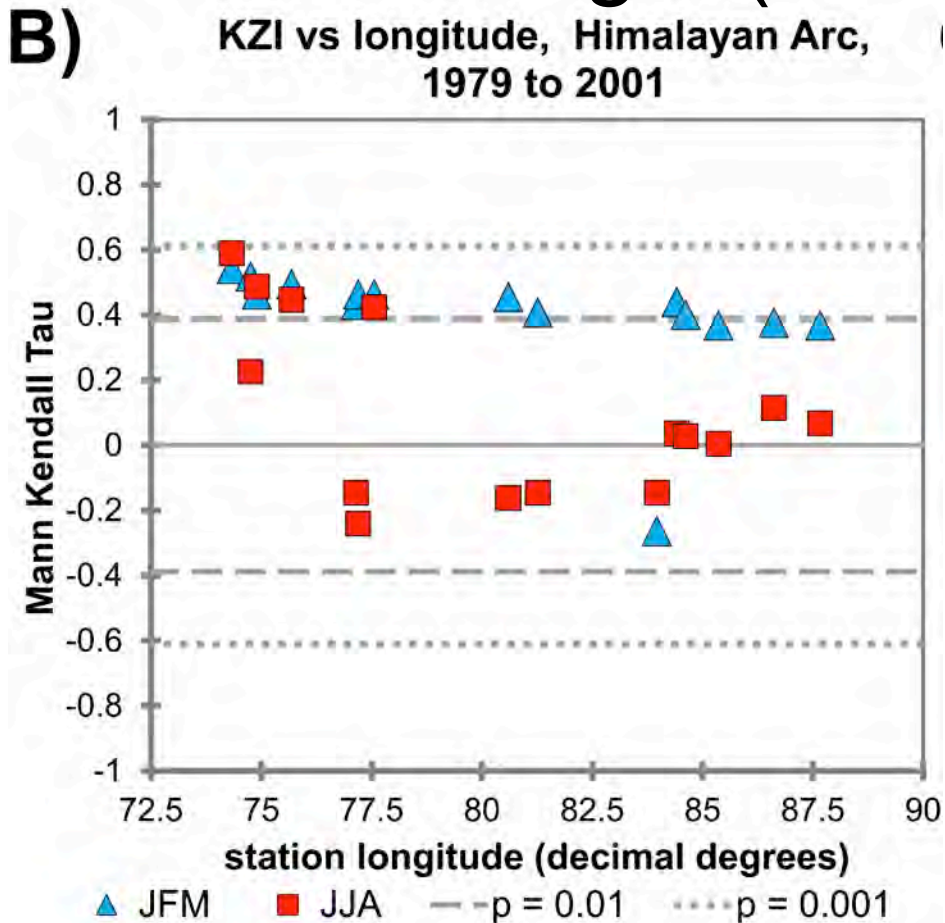 B)
KZI vs longitude, Himalayan Arc,
1979 to 2001
1
0.8
0.6
0.4
0.2
0
-0.2
-0.4
-0.6
-0.8
-1
Mann Kendall Tau
72.5 75 77.5 80 82.5 85 87.5 90
station longitude (decimal degrees)
JFM JJA p = 0.01 p = 0.001